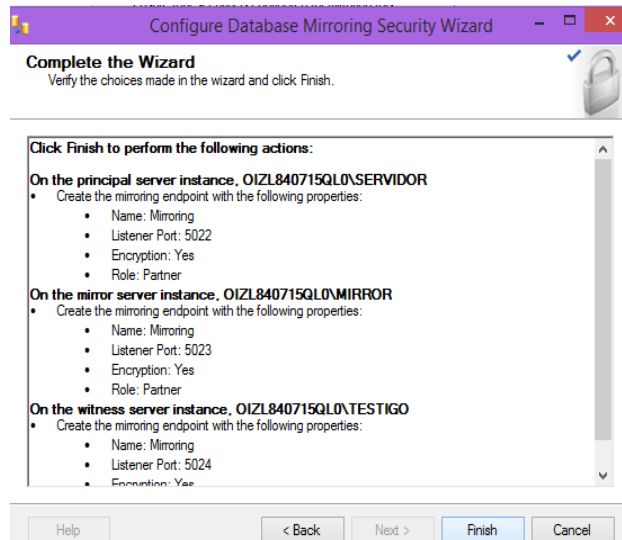 Configure Database Mirroring Security Wizard
Complete the Wizard
Verify the choices made in the wizard and click Finish.
Click Finish to perform the following actions:
On the principal server instance, OIZL840715QL0\SERVIDOR
• Create the mirroring endpoint with the following properties:
• Name: Mirroring
• Listener Port: 5022
• Encryption: Yes
• Role: Partner
On the mirror server instance, OIZL840715QL0\MIRROR
• Create the mirroring endpoint with the following properties:
• Name: Mirroring
• Listener Port: 5023
• Encryption: Yes
• Role: Partner
On the witness server instance, OIZL840715QL0\TESTIGO
• Create the mirroring endpoint with the following properties:
• Name: Mirroring
• Listener Port: 5024
• Encryption: Yes
Help < Back Next > Finish Cancel